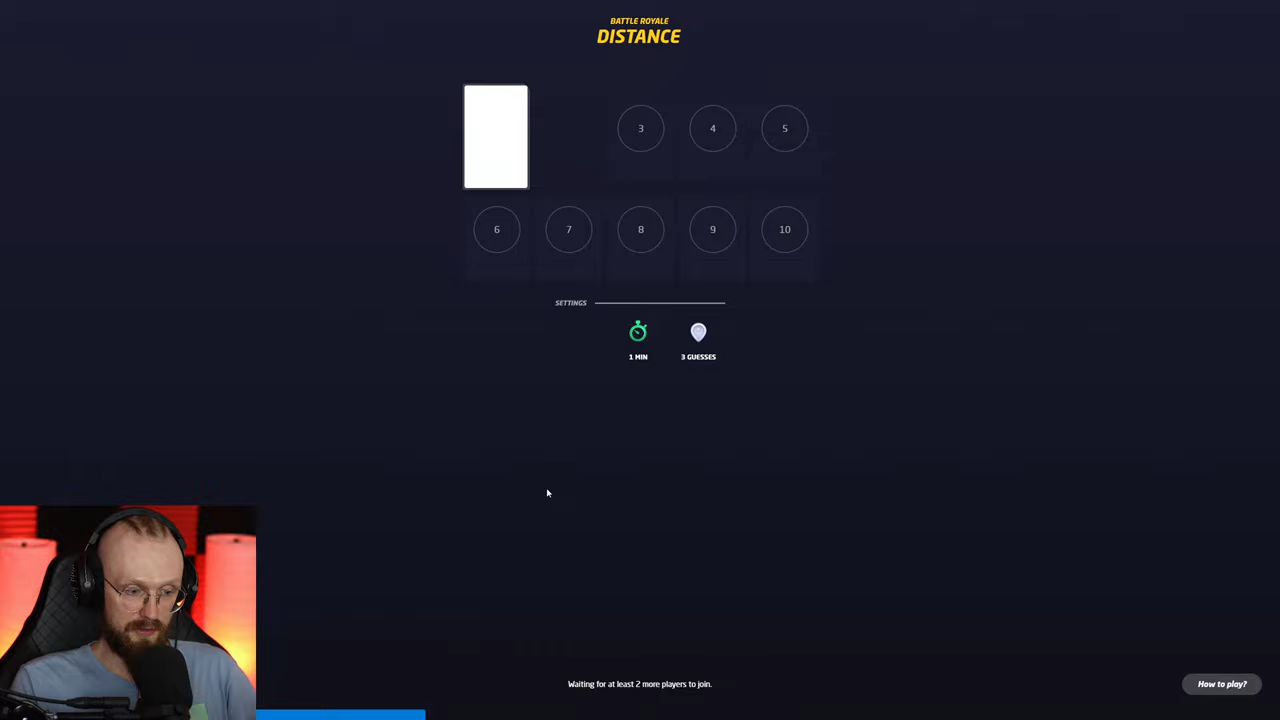 BATTLE ROYALE
DISTANCE
3 4 5
6 7 8 9 10
SETTINGS
1 MIN 3 GUESSES
Waiting for at least 2 more players to join.
How to play?